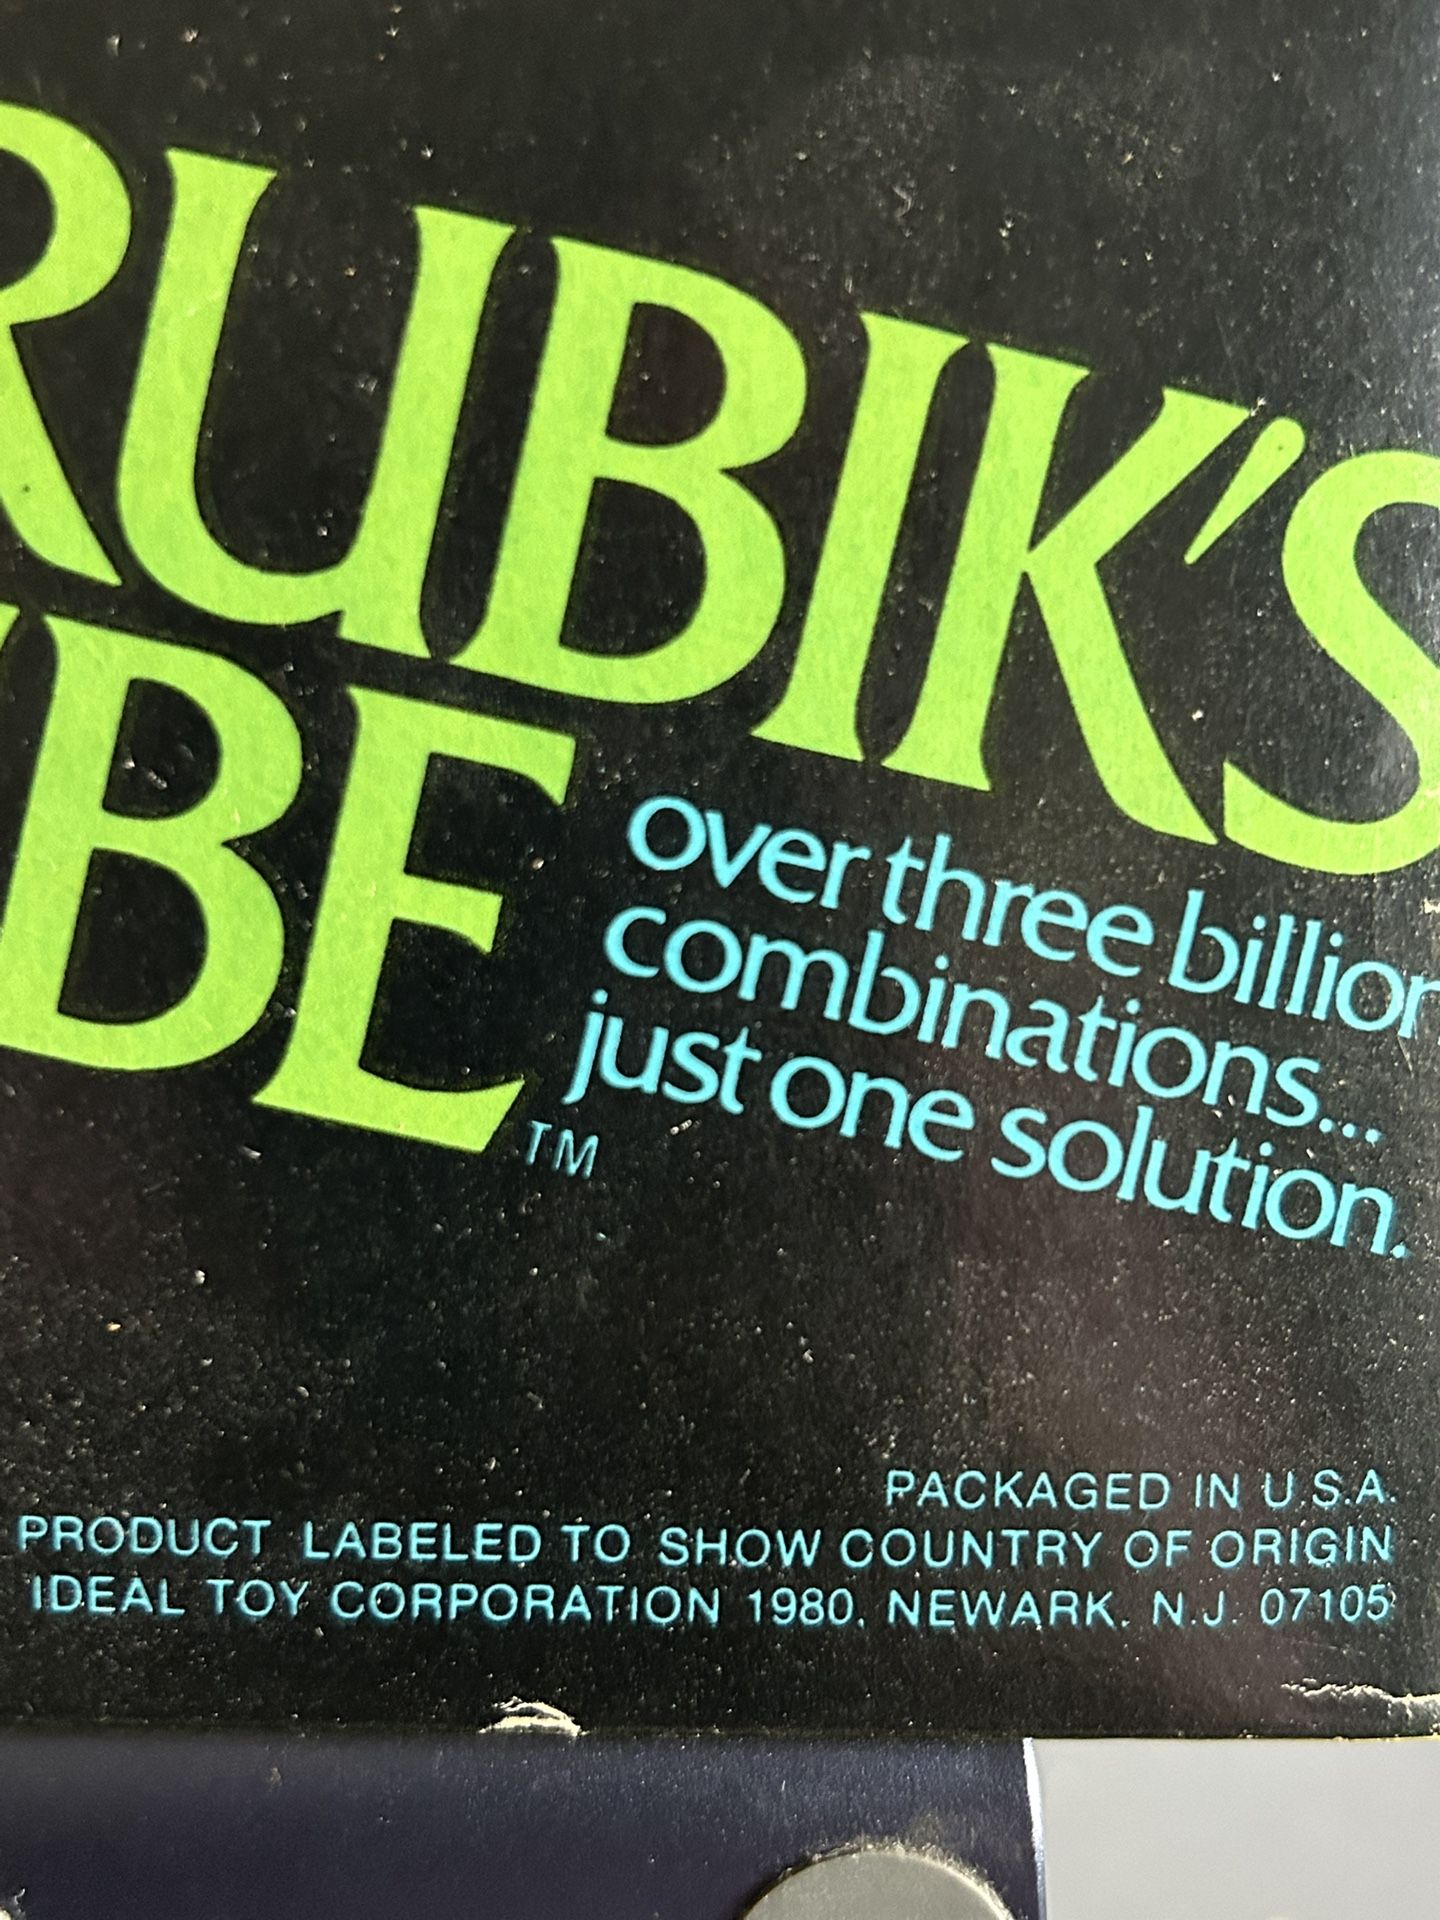 RUBIK'S
BE TM
over three billion
combinations...
just one solution.
PACKAGED IN U.S.A.
PRODUCT LABELED TO SHOW COUNTRY OF ORIGIN
IDEAL TOY CORPORATION 1980, NEWARK, N.J. 07105